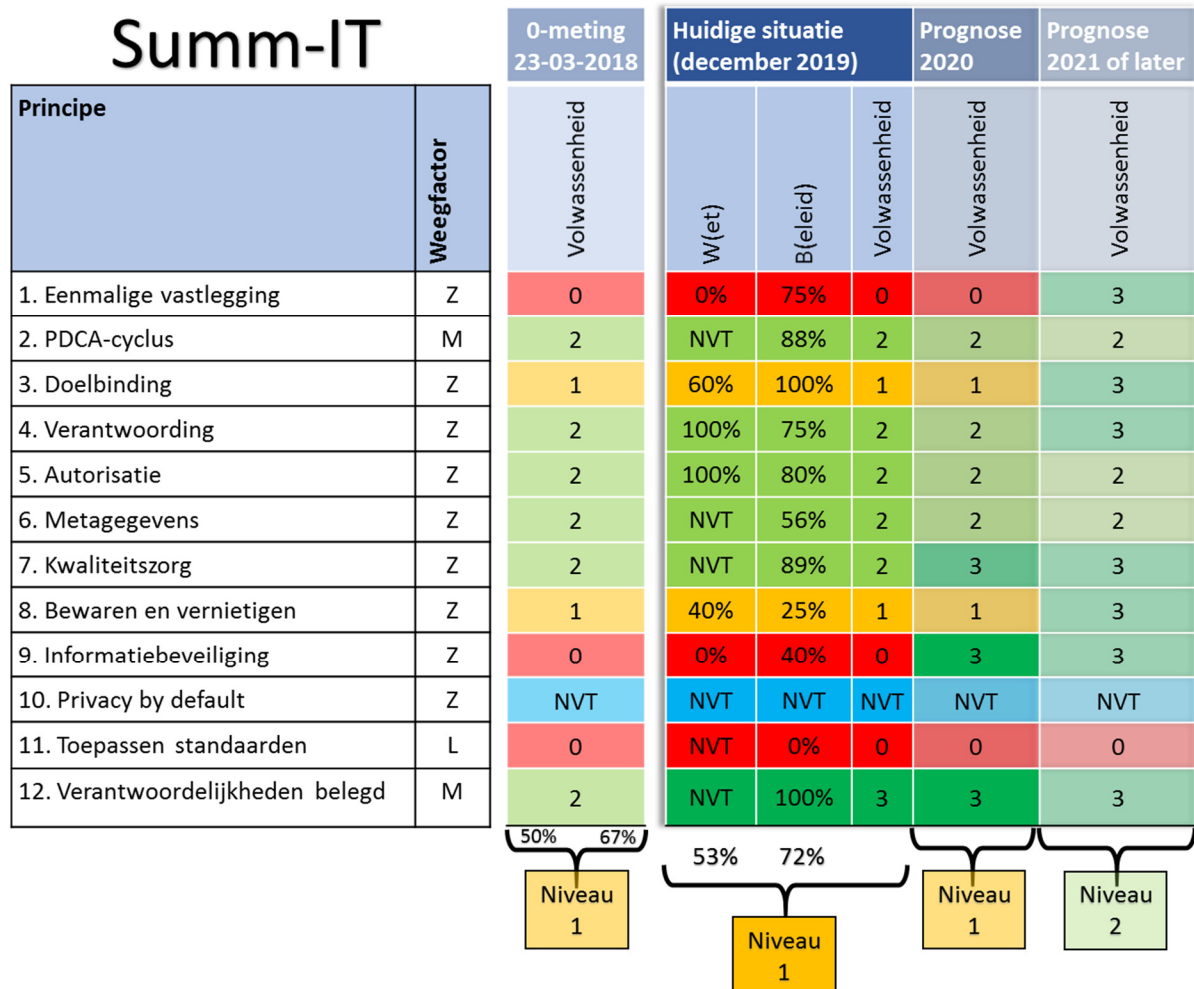 Summ-IT
0-meting
23-03-2018
Huidige situatie
(december 2019)
Prognose
2020
Prognose
2021 of later
Principe
Weegfactor
Volwassenheid
W(et)
B(eleid)
Volwassenheid
Volwassenheid
Volwassenheid
1. Eenmalige vastlegging Z 0 0% 75% 0 0 3
2. PDCA-cyclus M 2 NVT 88% 2 2 2
3. Doelbinding Z 1 60% 100% 1 1 3
4. Verantwoording Z 2 100% 75% 2 2 3
5. Autorisatie Z 2 100% 80% 2 2 2
6. Metagegevens Z 2 NVT 56% 2 2 2
7. Kwaliteitszorg Z 2 NVT 89% 2 3 3
8. Bewaren en vernietigen Z 1 40% 25% 1 1 3
9. Informatiebeveiliging Z 0 0% 40% 0 3 3
10. Privacy by default Z NVT NVT NVT NVT NVT NVT
11. Toepassen standaarden L 0 NVT 0% 0 0 0
12. Verantwoordelijkheden belegd M 2 NVT 100% 3 3 3
50% 67%
53% 72%
Niveau
1
Niveau
1
Niveau
1
Niveau
2